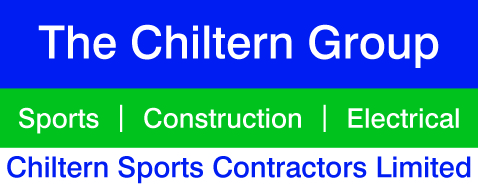 The Chiltern Group
Sports | Construction | Electrical
Chiltern Sports Contractors Limited